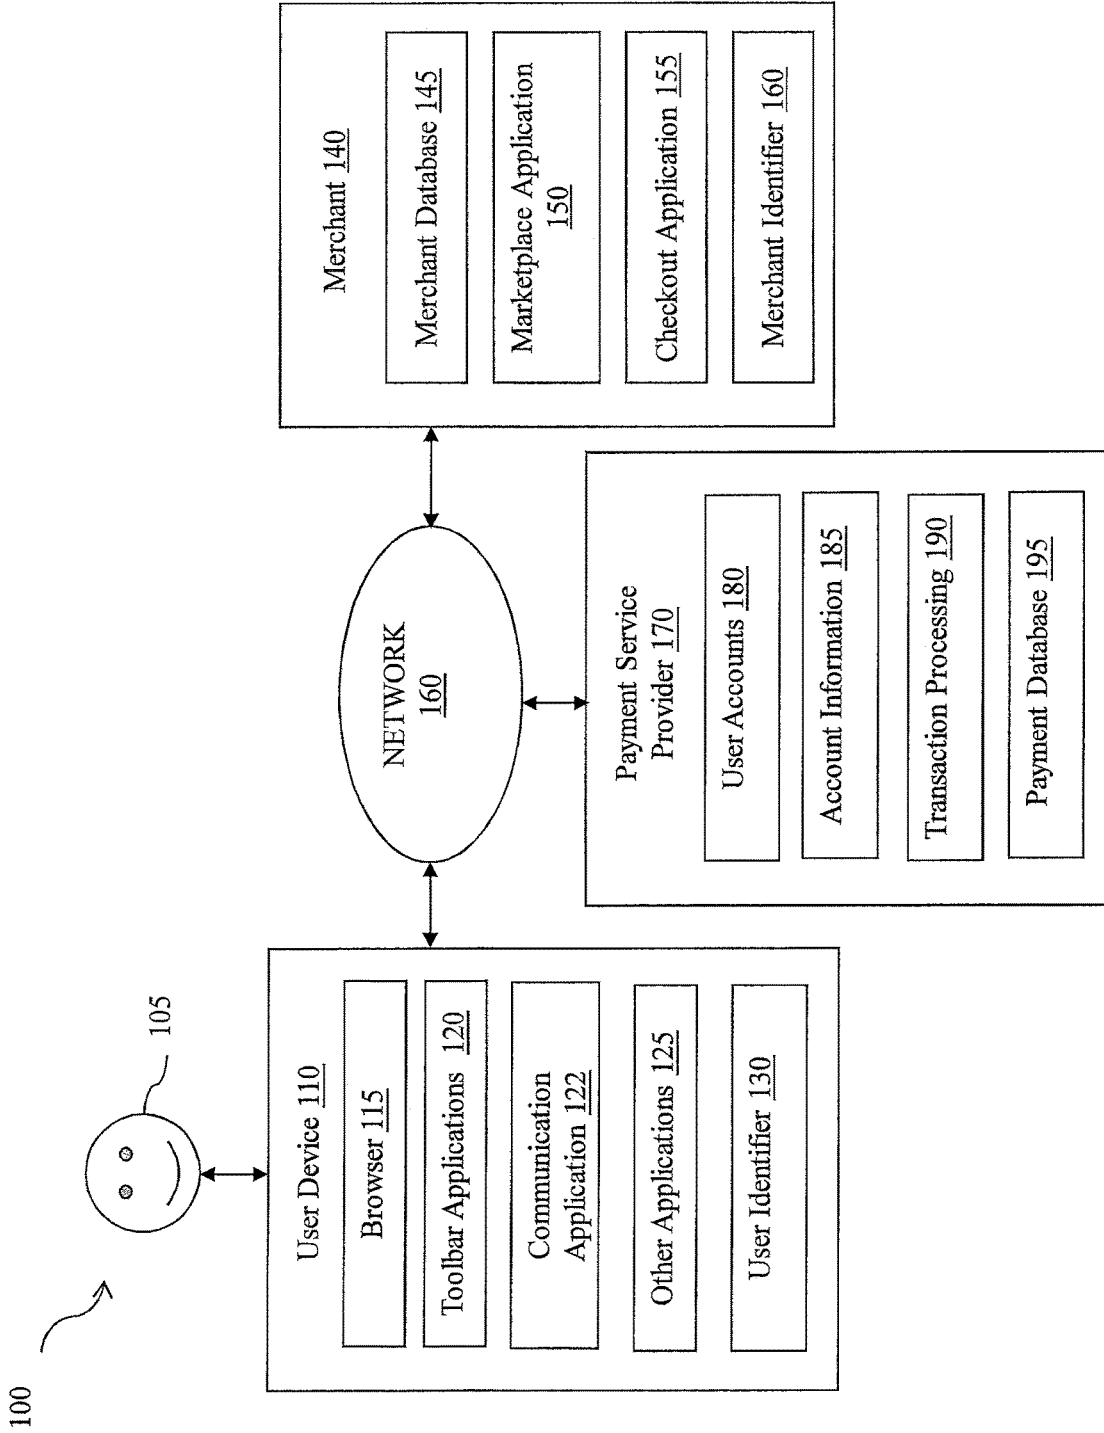 100
105
User Device 110
Browser 115
Toolbar Applications 120
Communication
Application 122
Other Applications 125
User Identifier 130
NETWORK
160
Payment Service
Provider 170
User Accounts 180
Account Information 185
Transaction Processing 190
Payment Database 195
Merchant 140
Merchant Database 145
Marketplace Application
150
Checkout Application 155
Merchant Identifier 160